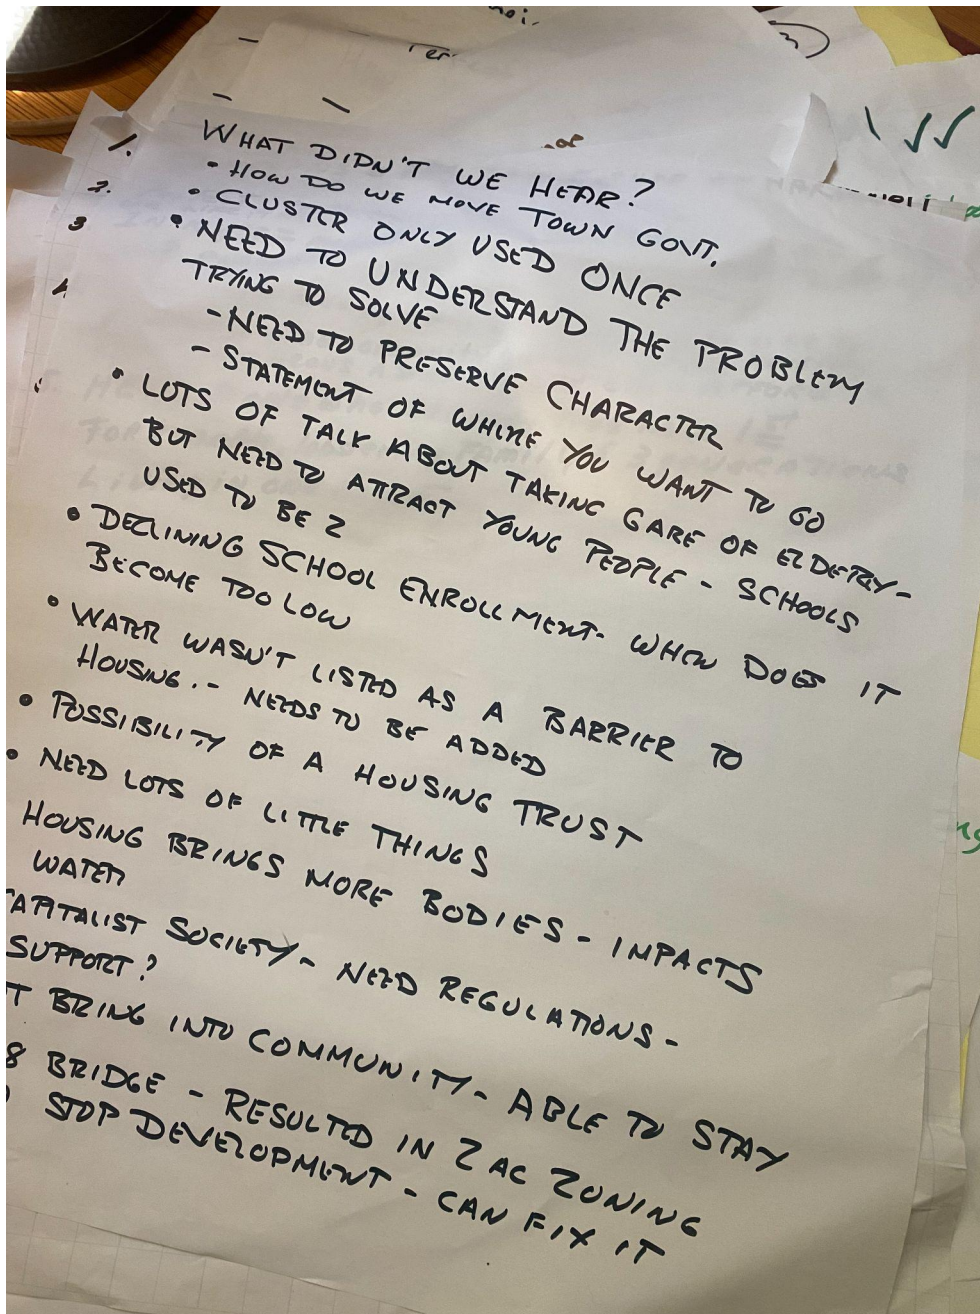 WHAT DIDN'T WE HEAR?
• HOW DO WE MOVE TOWN GOVT.
• CLUSTER ONLY USED ONCE
• NEED TO UNDERSTAND THE PROBLEM
TRYING TO SOLVE
- NEED TO PRESERVE CHARACTER
- STATEMENT OF WHERE YOU WANT TO GO
• LOTS OF TALK ABOUT TAKING CARE OF ELDERLY -
BUT NEED TO ATTRACT YOUNG PEOPLE - SCHOOLS
USED TO BE 2
• DECLINING SCHOOL ENROLLMENT - WHEN DOES IT
BECOME TOO LOW
• WATER WASN'T LISTED AS A BARRIER TO
HOUSING. - NEEDS TO BE ADDED
• POSSIBILITY OF A HOUSING TRUST
• NEED LOTS OF LITTLE THINGS
HOUSING BRINGS MORE BODIES - IMPACTS
WATER
APITALIST SOCIETY - NEED REGULATIONS -
SUPPORT?
T BRING INTO COMMUNITY - ABLE TO STAY
8 BRIDGE - RESULTED IN 2 AC ZONING
STOP DEVELOPMENT - CAN FIX IT